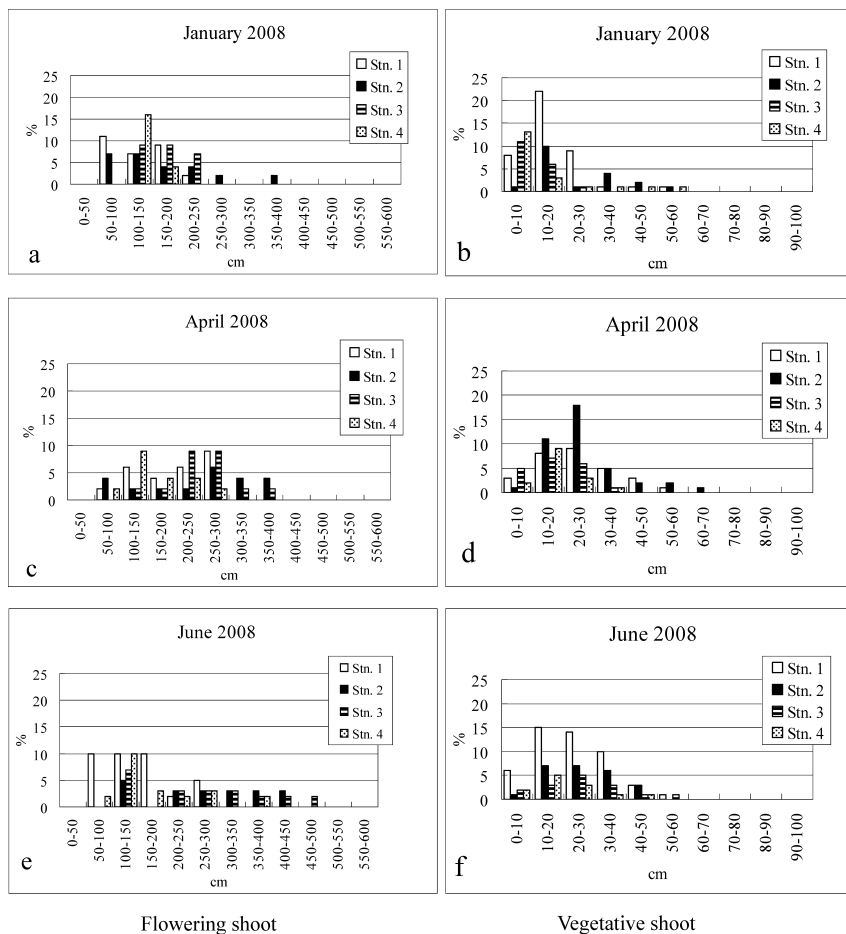 January 2008
Stn. 1
Stn. 2
Stn. 3
Stn. 4
25
20
15
10
5
0
%
0-50
50-100
100-150
150-200
200-250
250-300
300-350
350-400
400-450
450-500
500-550
550-600
cm
a
January 2008
Stn. 1
Stn. 2
Stn. 3
Stn. 4
25
20
15
10
5
0
%
0-10
10-20
20-30
30-40
40-50
50-60
60-70
70-80
80-90
90-100
cm
b
April 2008
Stn. 1
Stn. 2
Stn. 3
Stn. 4
25
20
15
10
5
0
%
0-50
50-100
100-150
150-200
200-250
250-300
300-350
350-400
400-450
450-500
500-550
550-600
cm
c
April 2008
Stn. 1
Stn. 2
Stn. 3
Stn. 4
25
20
15
10
5
0
%
0-10
10-20
20-30
30-40
40-50
50-60
60-70
70-80
80-90
90-100
cm
d
June 2008
Stn. 1
Stn. 2
Stn. 3
Stn. 4
25
20
15
10
5
0
%
0-50
50-100
100-150
150-200
200-250
250-300
300-350
350-400
400-450
450-500
500-550
550-600
cm
e
June 2008
Stn. 1
Stn. 2
Stn. 3
Stn. 4
25
20
15
10
5
0
%
0-10
10-20
20-30
30-40
40-50
50-60
60-70
70-80
80-90
90-100
cm
f
Flowering shoot
Vegetative shoot